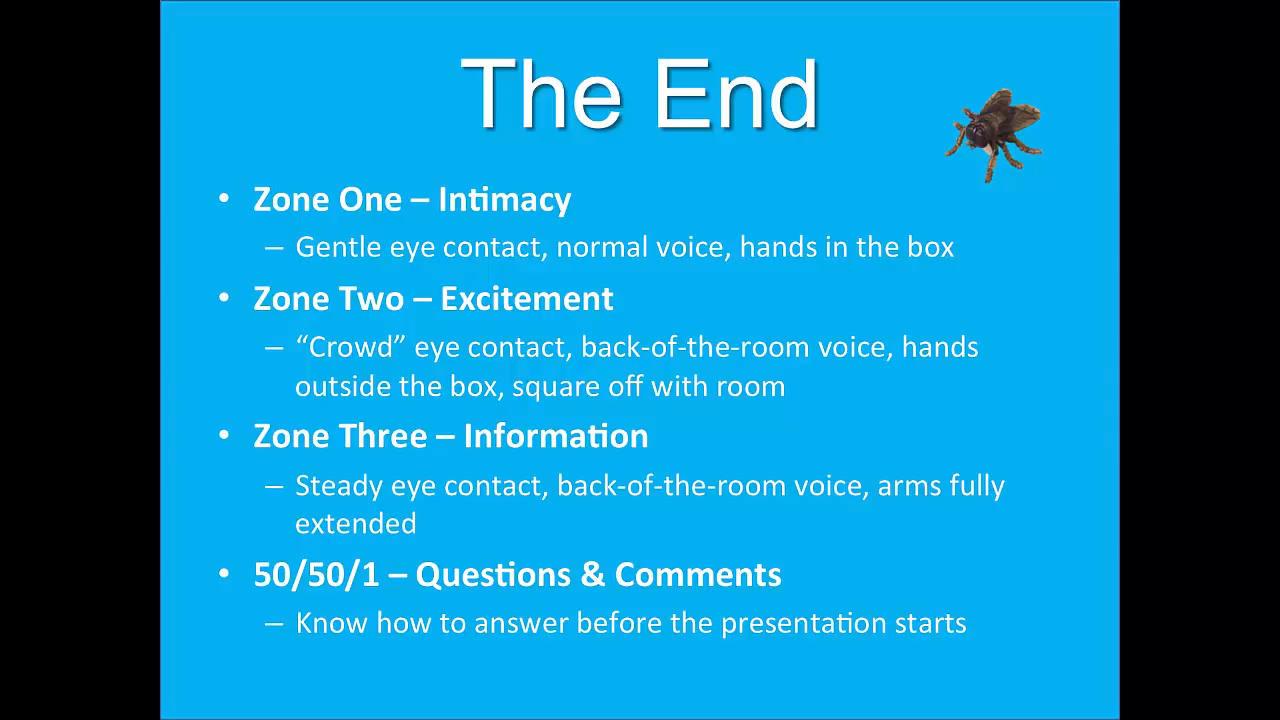 The End
• Zone One – Intimacy
– Gentle eye contact, normal voice, hands in the box
• Zone Two – Excitement
– “Crowd” eye contact, back-of-the-room voice, hands
outside the box, square off with room
• Zone Three – Information
– Steady eye contact, back-of-the-room voice, arms fully
extended
• 50/50/1 – Questions & Comments
– Know how to answer before the presentation starts